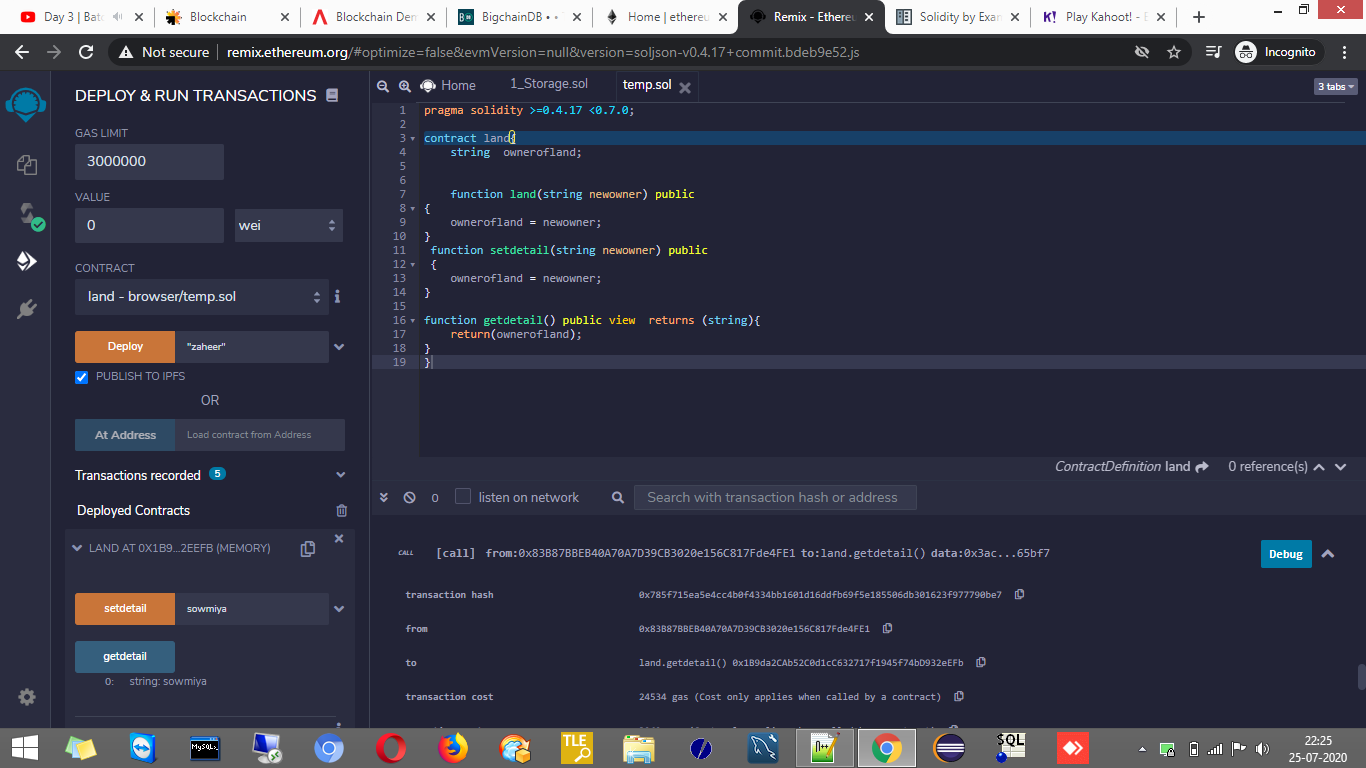 Day 3 | Bat
Blockchain
Blockchain Den
BigchainDB • •
Home | ethereu
Remix - Ethere
Solidity by Exa
Play Kahoot! - E
Not secure | remix.ethereum.org/#optimize=false&evmVersion=null&version=soljson-v0.4.17+commit.bdeb9e52.js
Incognito
DEPLOY & RUN TRANSACTIONS
GAS LIMIT
3000000
VALUE
0 wei
CONTRACT
land - browser/temp.sol
Deploy "zaheer"
PUBLISH TO IPFS
OR
At Address Load contract from Address
Transactions recorded 5
Deployed Contracts
LAND AT 0X1B9...2EEFB (MEMORY)
setdetail sowmiya
getdetail
0: string: sowmiya
Home 1_Storage.sol temp.sol 3 tabs
1 pragma solidity >=0.4.17 <0.7.0;
2
3 contract land{
4 string ownerofland;
5
6
7 function land(string newowner) public
8 {
9 ownerofland = newowner;
10 }
11 function setdetail(string newowner) public
12 {
13 ownerofland = newowner;
14 }
15
16 function getdetail() public view returns (string){
17 return(ownerofland);
18 }
19 }
ContractDefinition land 0 reference(s)
0 listen on network Search with transaction hash or address
CALL [call] from:0x83B87BBEB40A70A7D39CB3020e156C817Fde4FE1 to:land.getdetail() data:0x3ac...65bf7 Debug
transaction hash 0x785f715ea5e4cc4b0f4334bb1601d16ddfb69f5e185506db301623f977790be7
from 0x83B87BBEB40A70A7D39CB3020e156C817Fde4FE1
to land.getdetail() 0x1B9da2CAb52C0d1cC632717f1945f74bD932eEFb
transaction cost 24534 gas (Cost only applies when called by a contract)
MySQL
TLE
N++
SQL
22:25
25-07-2020